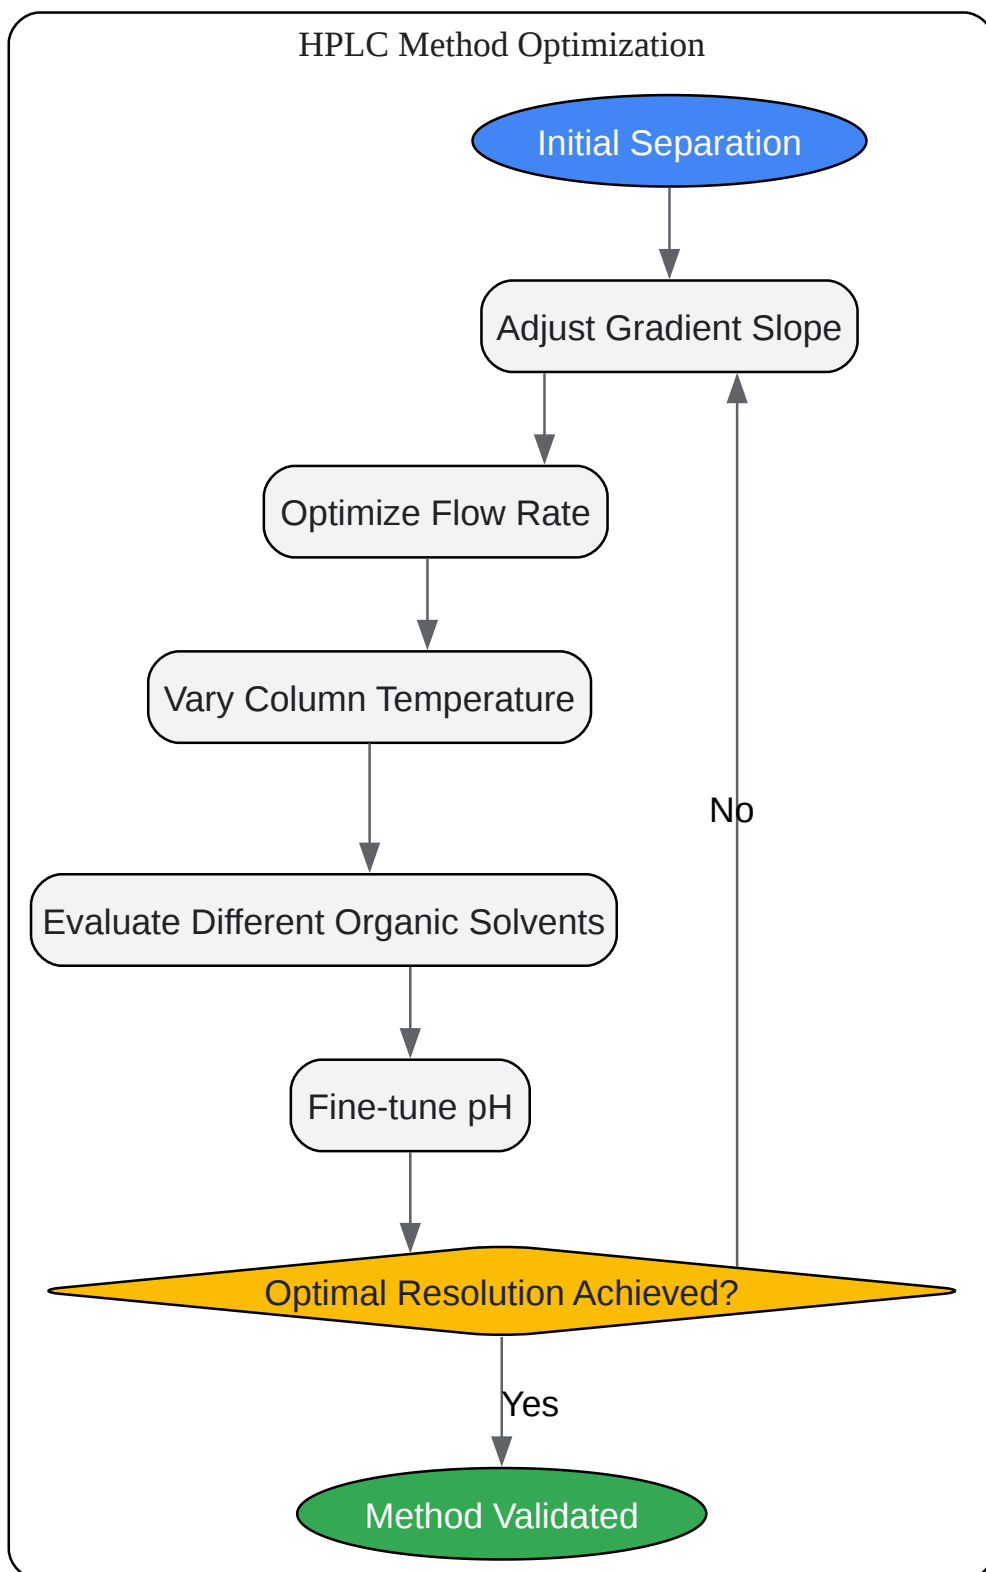 HPLC Method Optimization
Initial Separation
Adjust Gradient Slope
Optimize Flow Rate
Vary Column Temperature
No
Evaluate Different Organic Solvents
Fine-tune pH
Optimal Resolution Achieved?
Yes
Method Validated